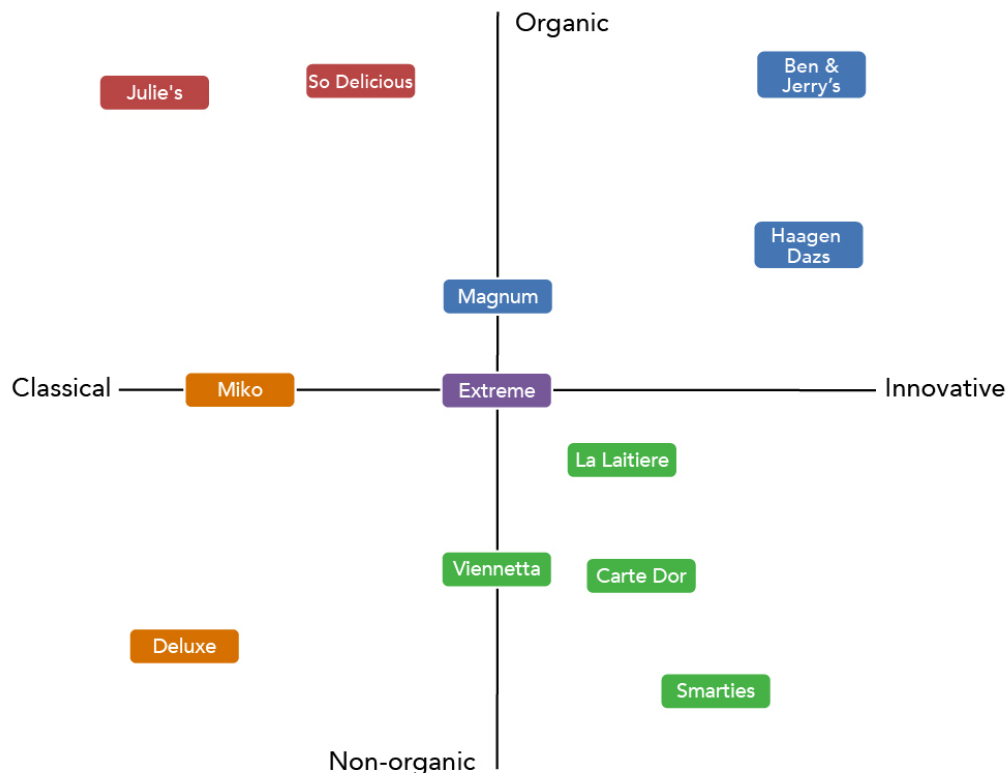 Organic
Ben &
Jerry’s
So Delicious
Julie's
Haagen
Dazs
Magnum
Classical
Miko
Extreme
Innovative
La Laitiere
Viennetta
Carte Dor
Deluxe
Smarties
Non-organic